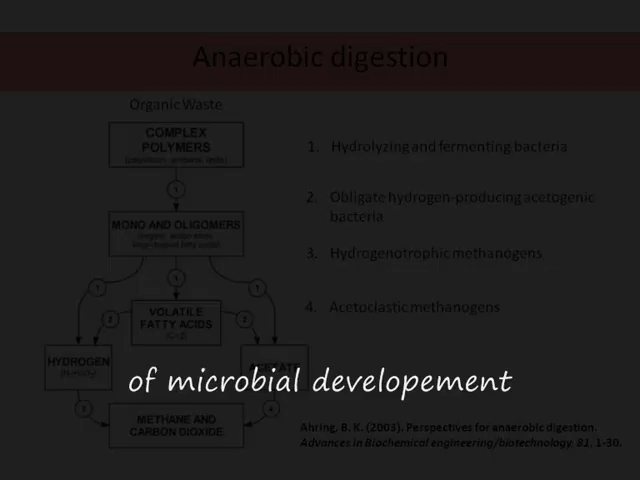 Anaerobic digestion
Organic Waste
COMPLEX
POLYMERS
1
MONO AND OLIGOMERS
1
1
1
VOLATILE
FATTY ACIDS
2
2
HYDROGEN
3
4
METHANE AND
CARBON DIOXIDE
1. Hydrolyzing and fermenting bacteria
2. Obligate hydrogen-producing acetogenic
bacteria
3. Hydrogenotrophic methanogens
4. Acetoclastic methanogens
of microbial developement
Ahring, B. K. (2003). Perspectives for anaerobic digestion.
Advances in Biochemical engineering/biotechnology. 81, 1-30.